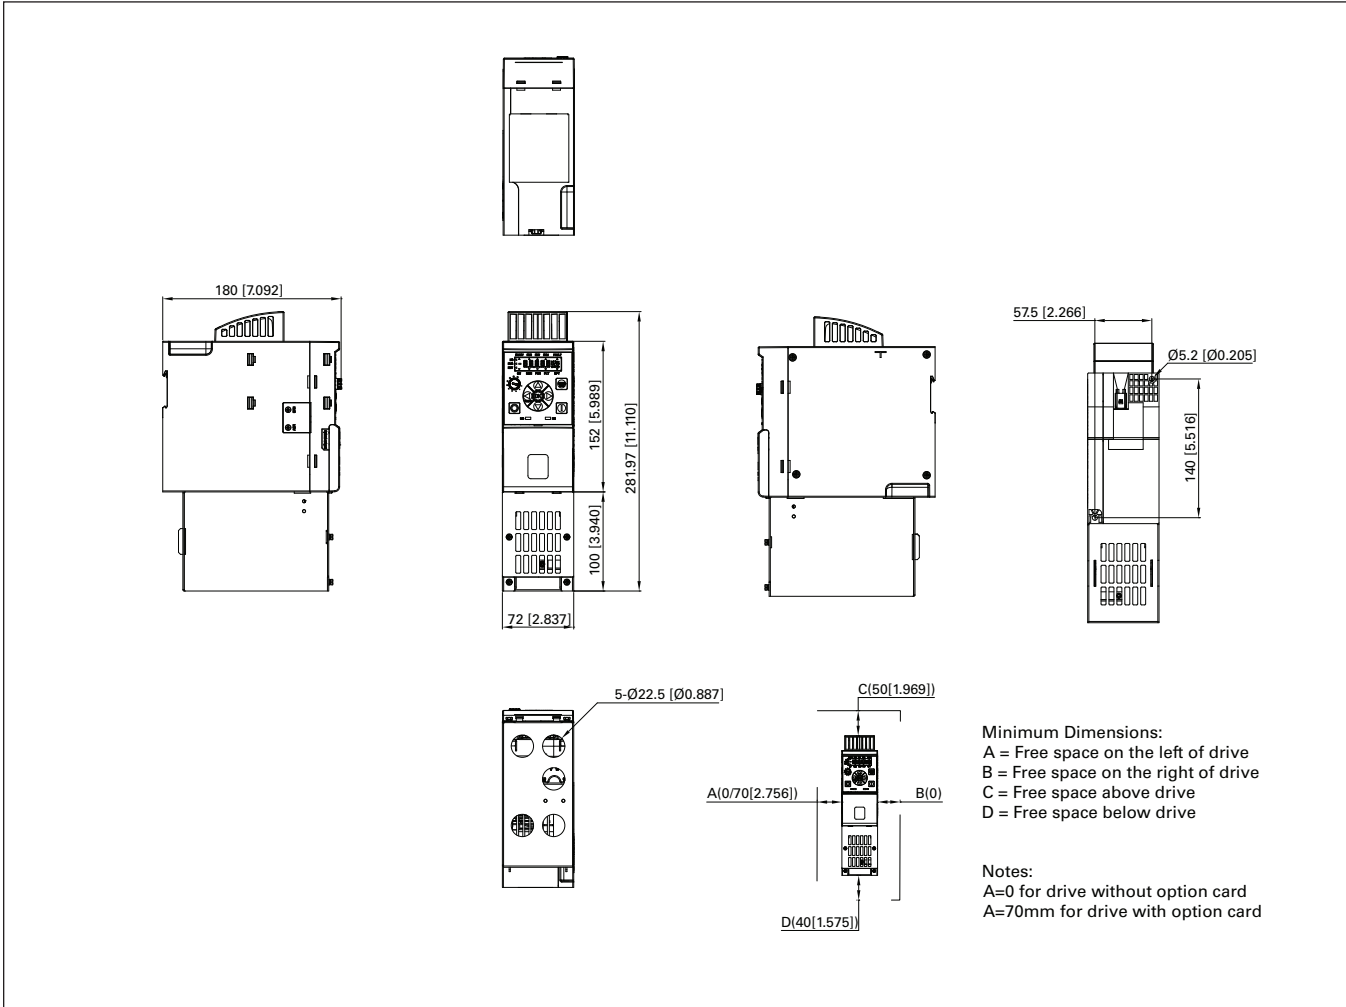 180 [7.092]
152 [5.989]
281.97 [11.110]
100 [3.940]
72 [2.837]
57.5 [2.266]
Ø5.2 [Ø0.205]
140 [5.516]
5-Ø22.5 [Ø0.887]
C(50[1.969])
A(0/70[2.756])
B(0)
D(40[1.575])
Minimum Dimensions:
A = Free space on the left of drive
B = Free space on the right of drive
C = Free space above drive
D = Free space below drive
Notes:
A=0 for drive without option card
A=70mm for drive with option card